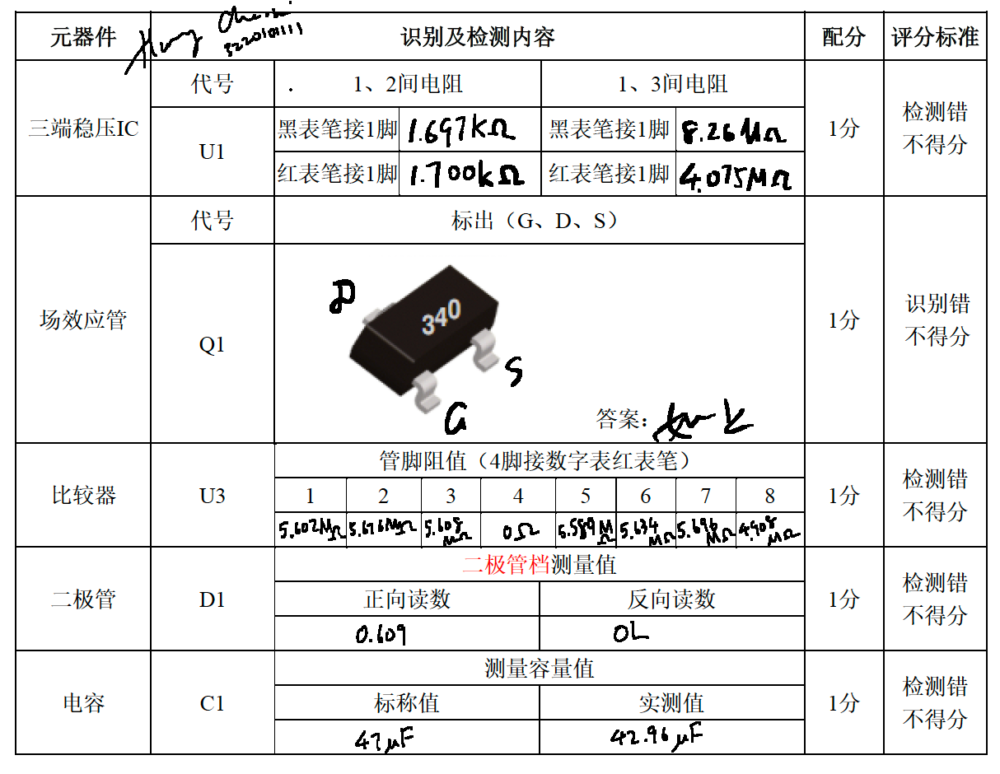 元器件 识别及检测内容 配分 评分标准
3220101111
三端稳压IC 代号 1、2间电阻 1、3间电阻 1分 检测错
不得分
U1 黑表笔接1脚 1.697kΩ 黑表笔接1脚 8.26MΩ
红表笔接1脚 1.700kΩ 红表笔接1脚 4.075MΩ
场效应管 代号 标出（G、D、S） 1分 识别错
不得分
Q1
D
340
S
G
答案：
比较器 U3 管脚阻值（4脚接数字表红表笔） 1分 检测错
不得分
1 2 3 4 5 6 7 8
5.602MΩ 5.676MΩ 5.608MΩ 0Ω 5.589MΩ 5.634MΩ 5.696MΩ 4.908MΩ
二极管 D1 二极管档测量值 1分 检测错
不得分
正向读数 反向读数
0.609 OL
电容 C1 测量容量值 1分 检测错
不得分
标称值 实测值
47μF 42.96μF